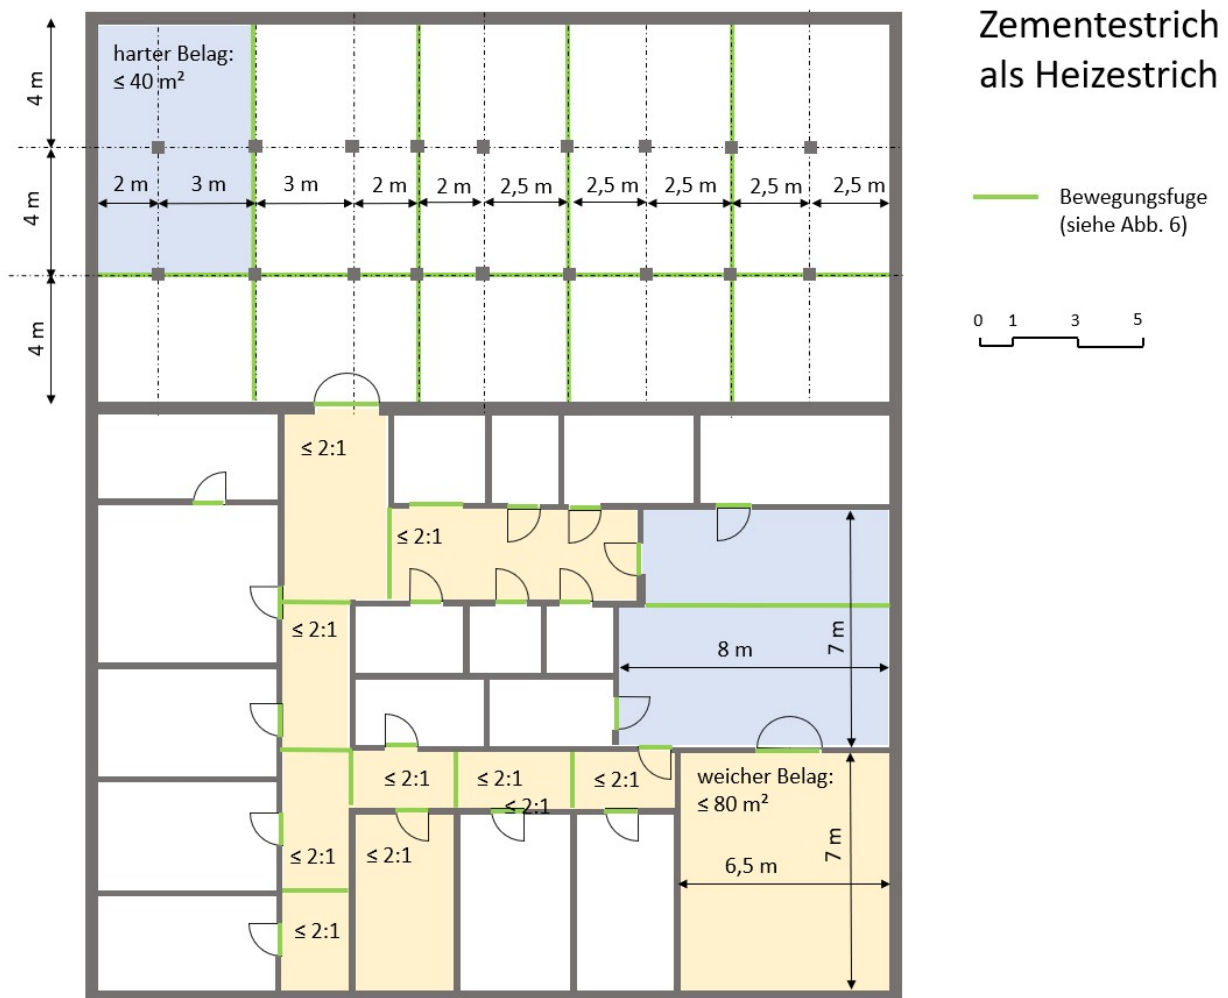 Zementestrich
als Heizestrich
harter Belag:
≤ 40 m²
4 m
4 m
4 m
2 m
3 m
3 m
2 m
2 m
2,5 m
2,5 m
2,5 m
2,5 m
2,5 m
Bewegungsfuge
(siehe Abb. 6)
0 1 3 5
≤ 2:1
≤ 2:1
≤ 2:1
8 m
7 m
≤ 2:1
≤ 2:1
≤ 2:1
≤ 2:1
weicher Belag:
≤ 80 m²
≤ 2:1
≤ 2:1
6,5 m
7 m
≤ 2:1